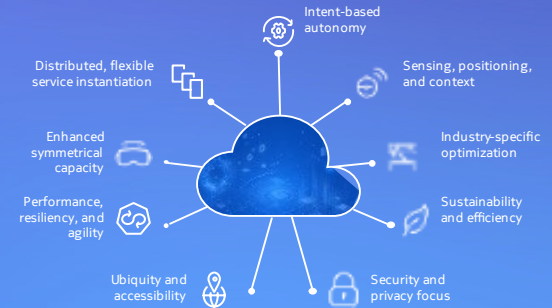 Intent-based
autonomy
Distributed, flexible
service instantiation
Sensing, positioning,
and context
Enhanced
symmetrical
capacity
Industry-specific
optimization
Performance,
resiliency, and
agility
Sustainability
and efficiency
Ubiquity and
accessibility
Security and
privacy focus